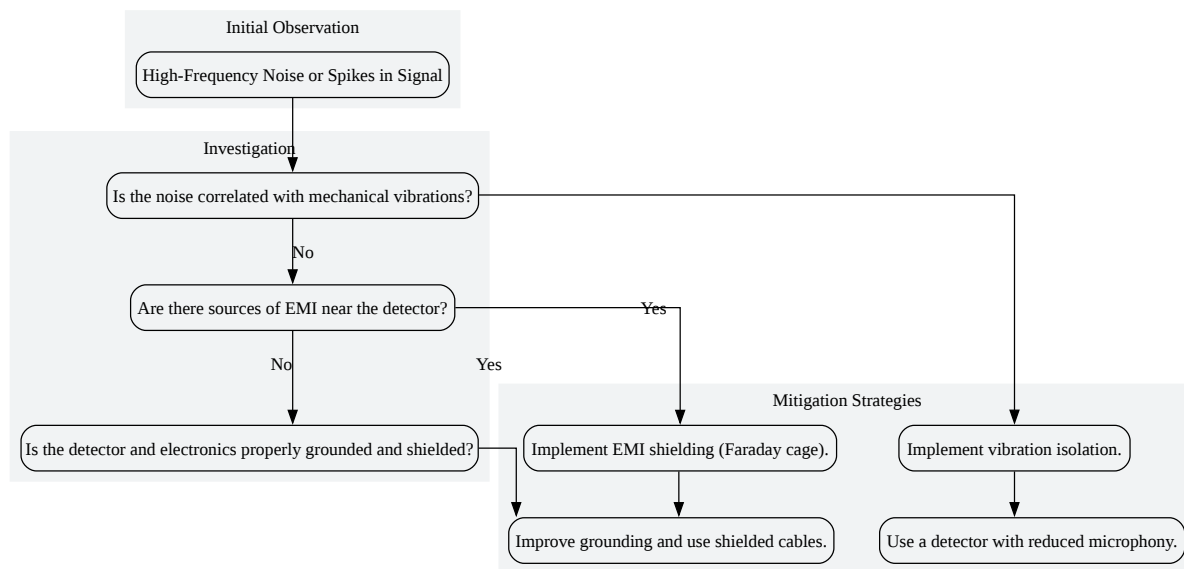 Initial Observation
High-Frequency Noise or Spikes in Signal
Investigation
Is the noise correlated with mechanical vibrations?
No
Are there sources of EMI near the detector?
Yes
No
Yes
Mitigation Strategies
Is the detector and electronics properly grounded and shielded?
Implement EMI shielding (Faraday cage).
Implement vibration isolation.
Improve grounding and use shielded cables.
Use a detector with reduced microphony.